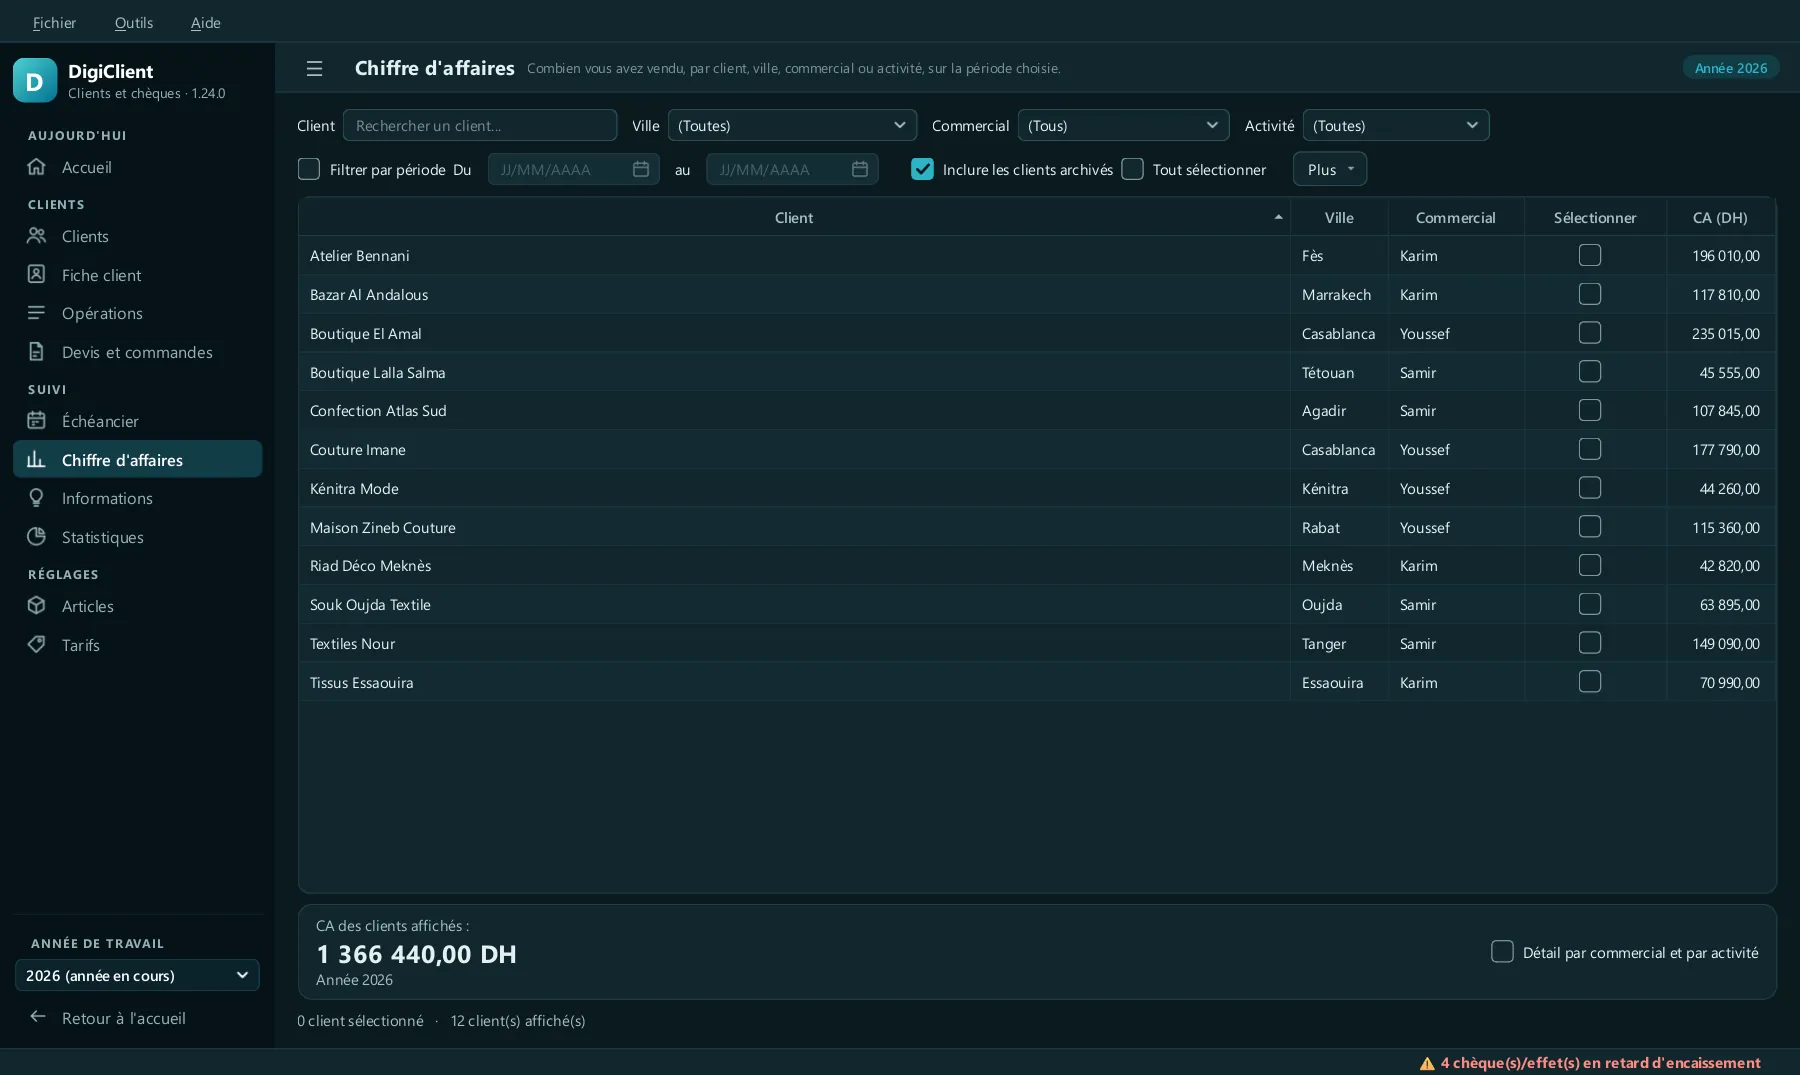 Fichier Outils Aide
DigiClient
Clients et chèques · 1.24.0
AUJOURD'HUI
Accueil
CLIENTS
Clients
Fiche client
Opérations
Devis et commandes
SUIVI
Échéancier
Chiffre d'affaires
Informations
Statistiques
RÉGLAGES
Articles
Tarifs
ANNÉE DE TRAVAIL
2026 (année en cours)
Retour à l'accueil
Chiffre d'affaires Combien vous avez vendu, par client, ville, commercial ou activité, sur la période choisie. Année 2026
Client Rechercher un client... Ville (Toutes) Commercial (Tous) Activité (Toutes)
Filtrer par période Du JJ/MM/AAAA au JJ/MM/AAAA Inclure les clients archivés Tout sélectionner Plus
Client Ville Commercial Sélectionner CA (DH)
Atelier Bennani Fès Karim 196 010,00
Bazar Al Andalous Marrakech Karim 117 810,00
Boutique El Amal Casablanca Youssef 235 015,00
Boutique Lalla Salma Tétouan Samir 45 555,00
Confection Atlas Sud Agadir Samir 107 845,00
Couture Imane Casablanca Youssef 177 790,00
Kénitra Mode Kénitra Youssef 44 260,00
Maison Zineb Couture Rabat Youssef 115 360,00
Riad Déco Meknès Meknès Karim 42 820,00
Souk Oujda Textile Oujda Samir 63 895,00
Textiles Nour Tanger Samir 149 090,00
Tissus Essaouira Essaouira Karim 70 990,00
CA des clients affichés :
1 366 440,00 DH
Année 2026
Détail par commercial et par activité
0 client sélectionné · 12 client(s) affiché(s)
4 chèque(s)/effet(s) en retard d'encaissement